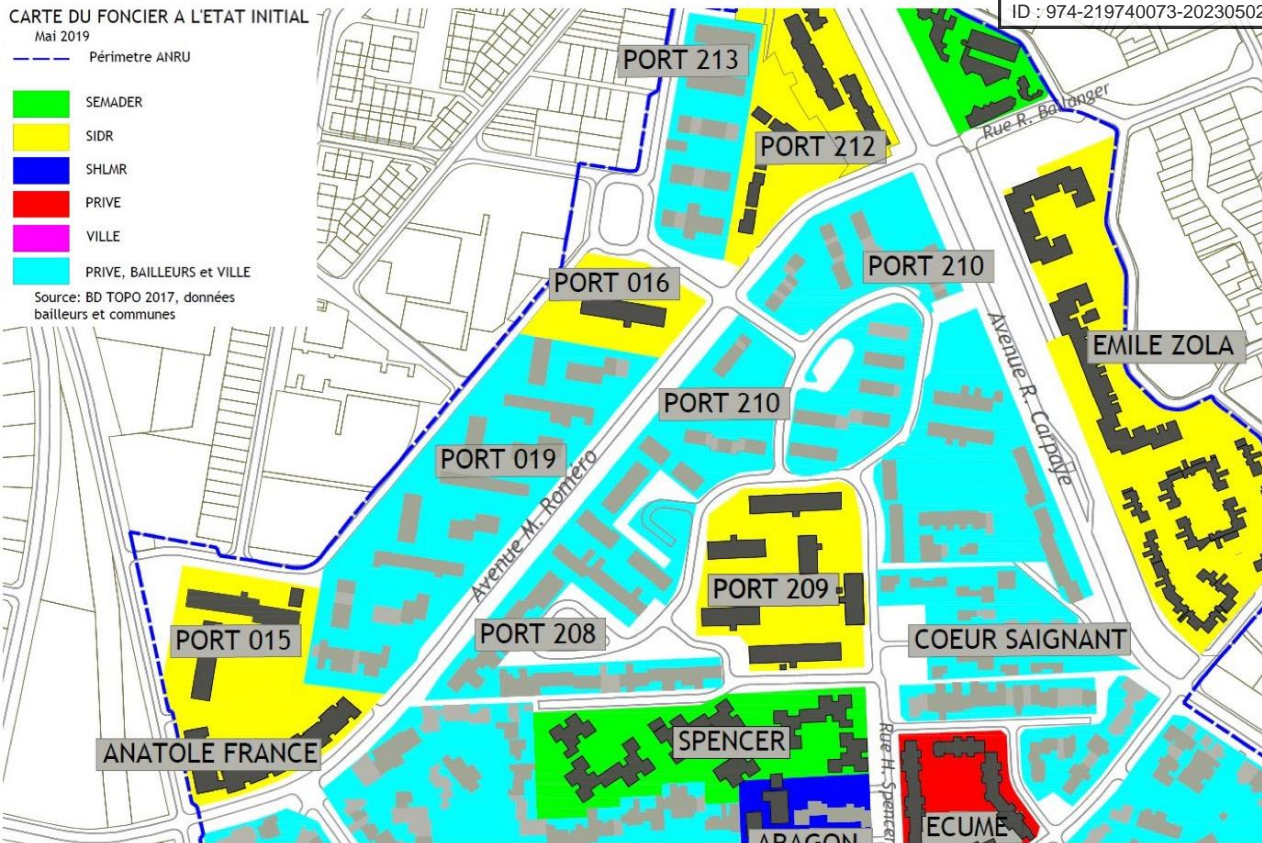 CARTE DU FONCIER A L'ETAT INITIAL
Mai 2019
Périmetre ANRU
SEMADER
SIDR
SHLMR
PRIVE
VILLE
PRIVE, BAILLEURS et VILLE
Source: BD TOPO 2017, données
bailleurs et communes
ID : 974-219740073-20230502
PORT 213
Rue R. Ballanger
PORT 212
PORT 016
PORT 210
EMILE ZOLA
Avenue R. Carpaye
PORT 210
PORT 019
Avenue M. Roméro
PORT 209
PORT 015
PORT 208
COEUR SAIGNANT
ANATOLE FRANCE
SPENCER
Rue H. Spencer
ECUME
ARAGON